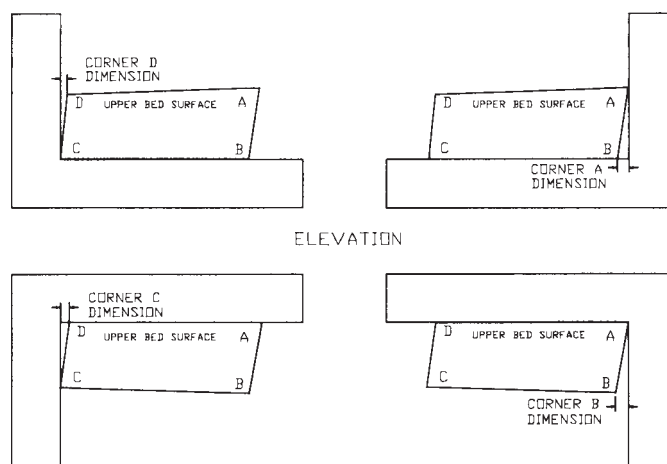 CORNER D
DIMENSION
D UPPER BED SURFACE A
C B
D UPPER BED SURFACE A
C B
CORNER A
DIMENSION
ELEVATION
CORNER C
DIMENSION
D UPPER BED SURFACE A
C B
D UPPER BED SURFACE A
C B
CORNER B
DIMENSION